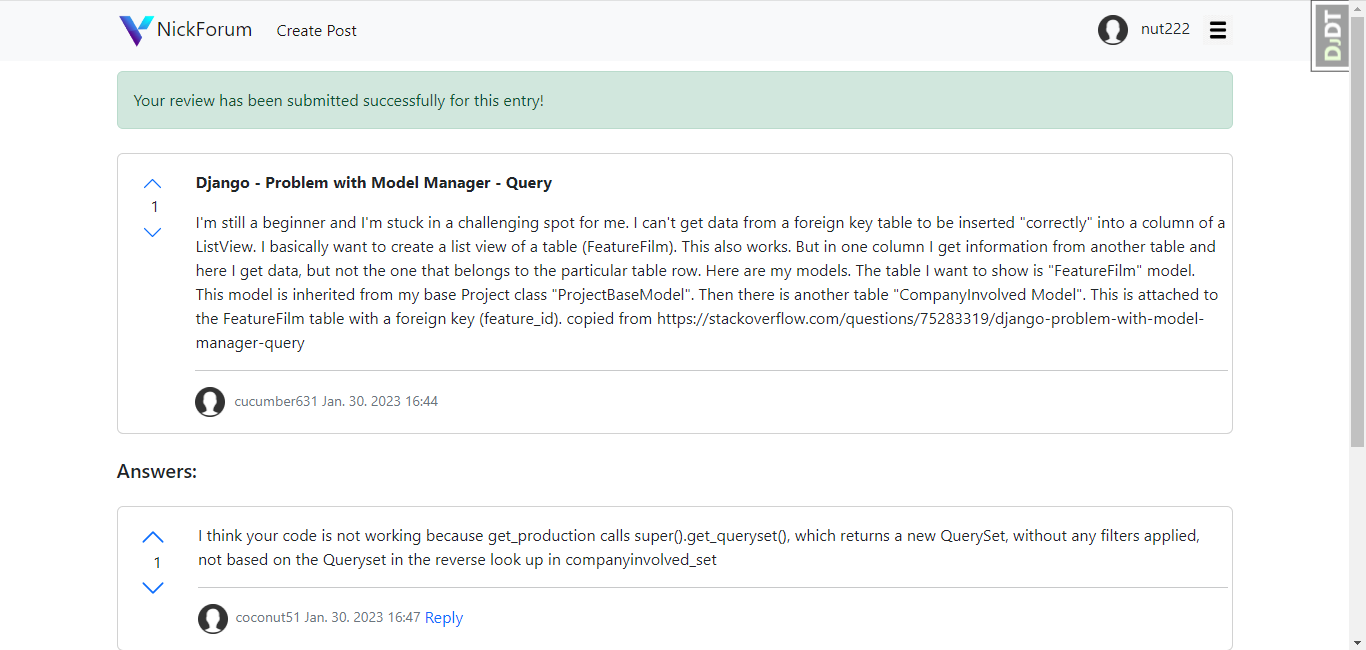 NickForum Create Post nut222
DJDT
Your review has been submitted successfully for this entry!
Django - Problem with Model Manager - Query
1
I'm still a beginner and I'm stuck in a challenging spot for me. I can't get data from a foreign key table to be inserted "correctly" into a column of a
ListView. I basically want to create a list view of a table (FeatureFilm). This also works. But in one column I get information from another table and
here I get data, but not the one that belongs to the particular table row. Here are my models. The table I want to show is "FeatureFilm" model.
This model is inherited from my base Project class "ProjectBaseModel". Then there is another table "CompanyInvolved Model". This is attached to
the FeatureFilm table with a foreign key (feature_id). copied from https://stackoverflow.com/questions/75283319/django-problem-with-model-
manager-query
cucumber631 Jan. 30. 2023 16:44
Answers:
I think your code is not working because get_production calls super().get_queryset(), which returns a new QuerySet, without any filters applied,
1
not based on the Queryset in the reverse look up in companyinvolved_set
coconut51 Jan. 30. 2023 16:47 Reply